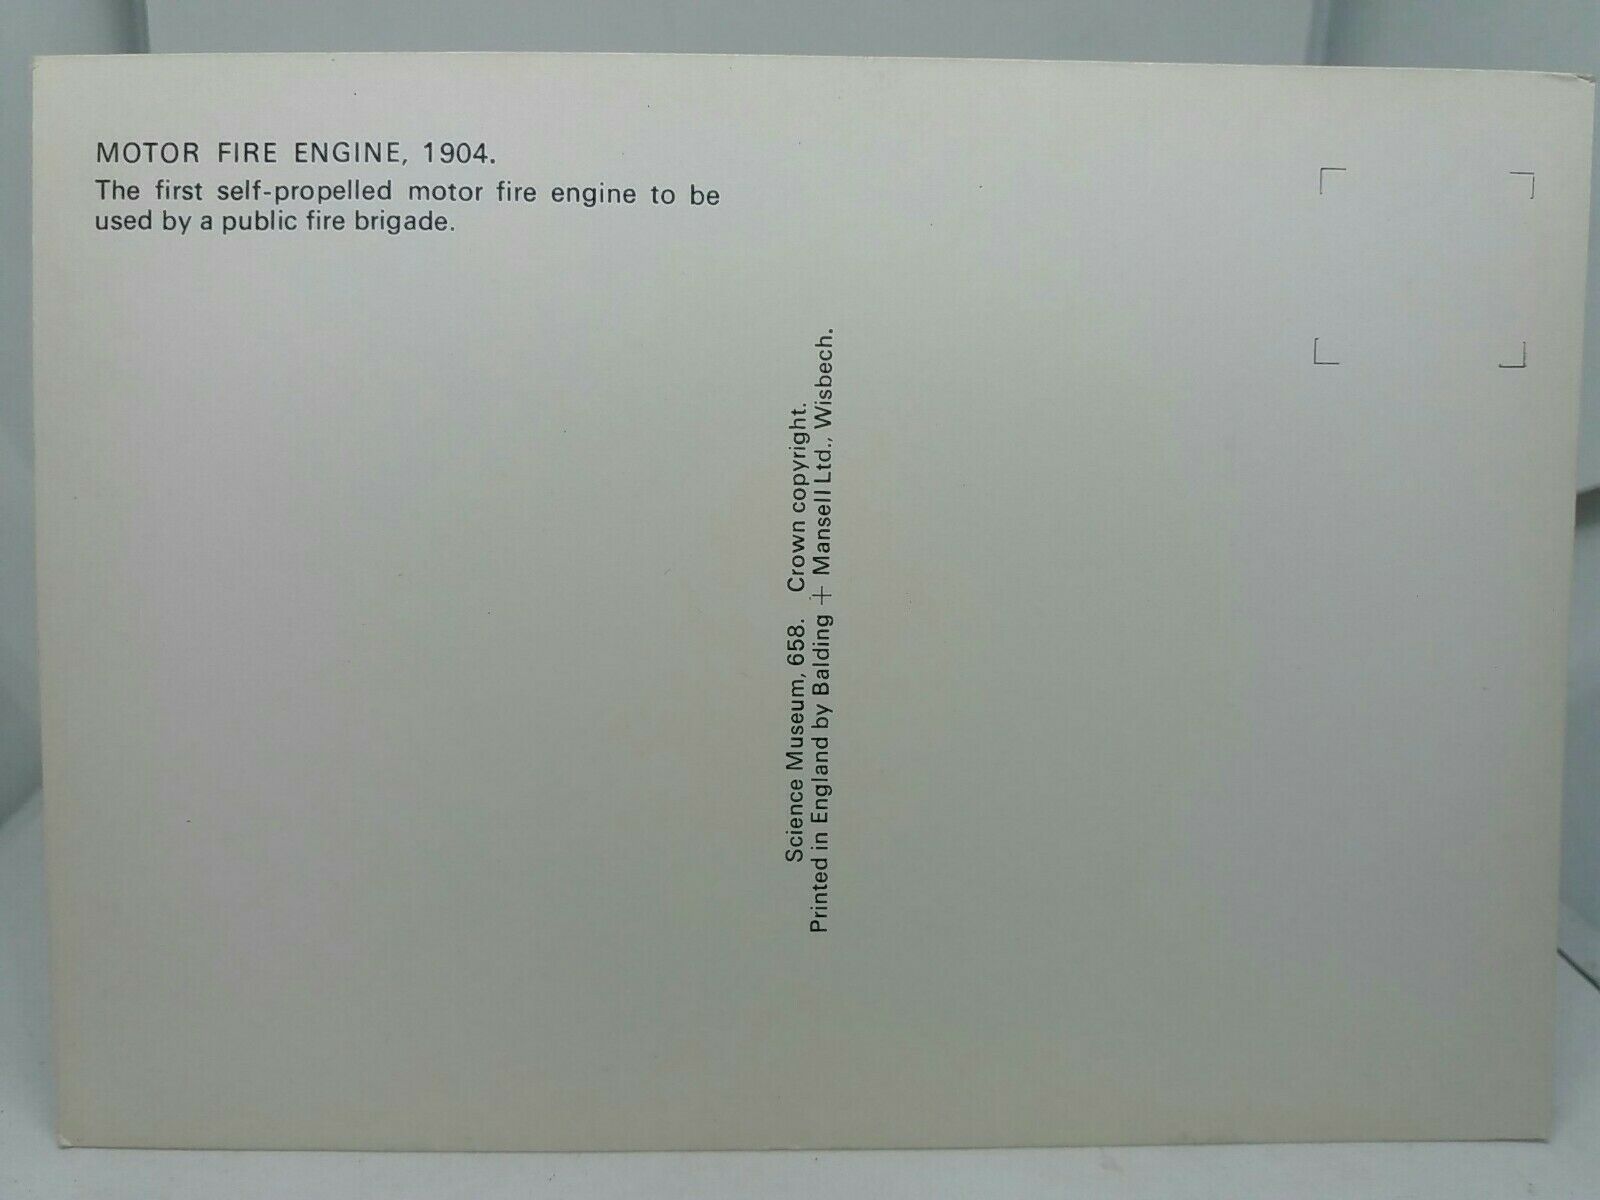 MOTOR FIRE ENGINE, 1904.
The first self-propelled motor fire engine to be
used by a public fire brigade.
Science Museum, 658. Crown copyright.
Printed in England by Balding + Mansell Ltd., Wisbech.